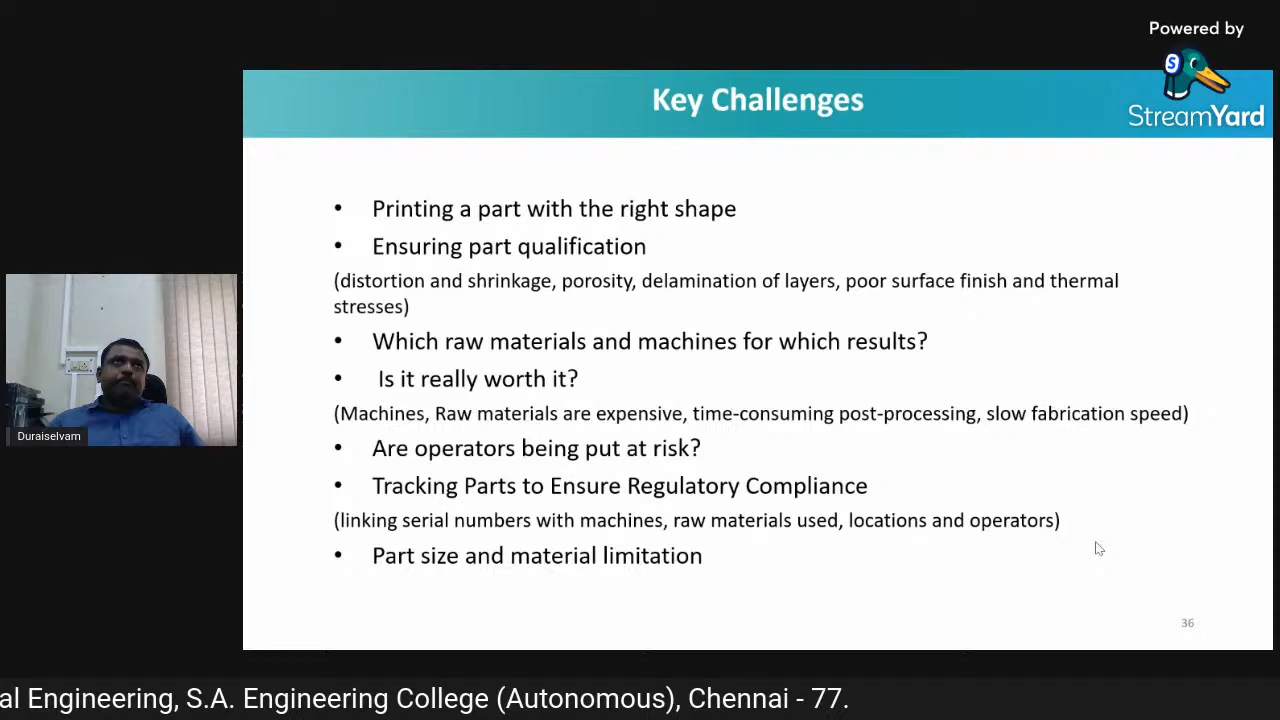 Powered by
StreamYard
Key Challenges
• Printing a part with the right shape
• Ensuring part qualification
(distortion and shrinkage, porosity, delamination of layers, poor surface finish and thermal
stresses)
• Which raw materials and machines for which results?
• Is it really worth it?
(Machines, Raw materials are expensive, time-consuming post-processing, slow fabrication speed)
• Are operators being put at risk?
Duraiselvam
• Tracking Parts to Ensure Regulatory Compliance
(linking serial numbers with machines, raw materials used, locations and operators)
• Part size and material limitation
36
al Engineering, S.A. Engineering College (Autonomous), Chennai - 77.